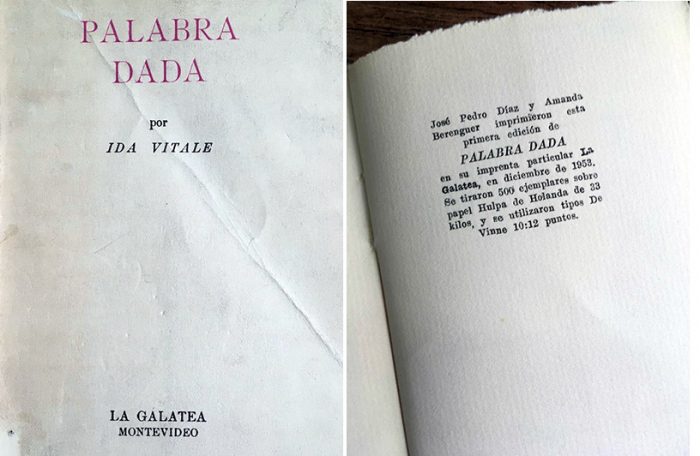 PALABRA
DADA
por
IDA VITALE
LA GALATEA
MONTEVIDEO
José Pedro Díaz y Amanda
Berenguer imprimieron esta
primera edición de
PALABRA DADA
en su imprenta particular La
Galatea, en diciembre de 1953.
Se tiraron 500 ejemplares sobre
papel Hulpa de Holanda de 33
kilos, y se utilizaron tipos De
Vinne 10:12 puntos.